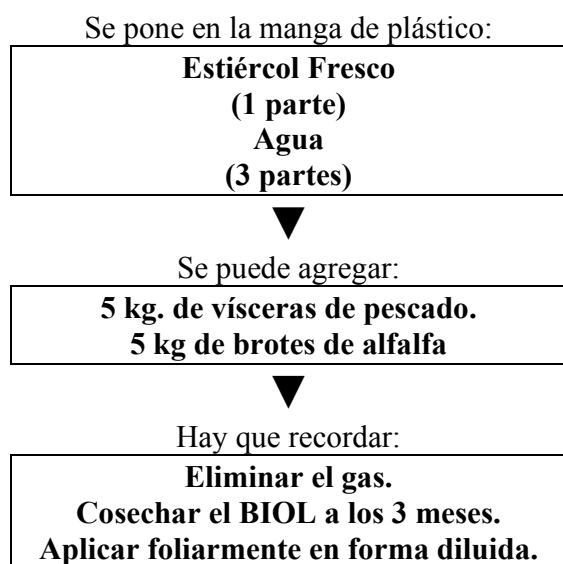 Se pone en la manga de plástico:
Estiércol Fresco
(1 parte)
Agua
(3 partes)
Se puede agregar:
5 kg. de vísceras de pescado.
5 kg de brotes de alfalfa
Hay que recordar:
Eliminar el gas.
Cosechar el BIOL a los 3 meses.
Aplicar foliarmente en forma diluida.